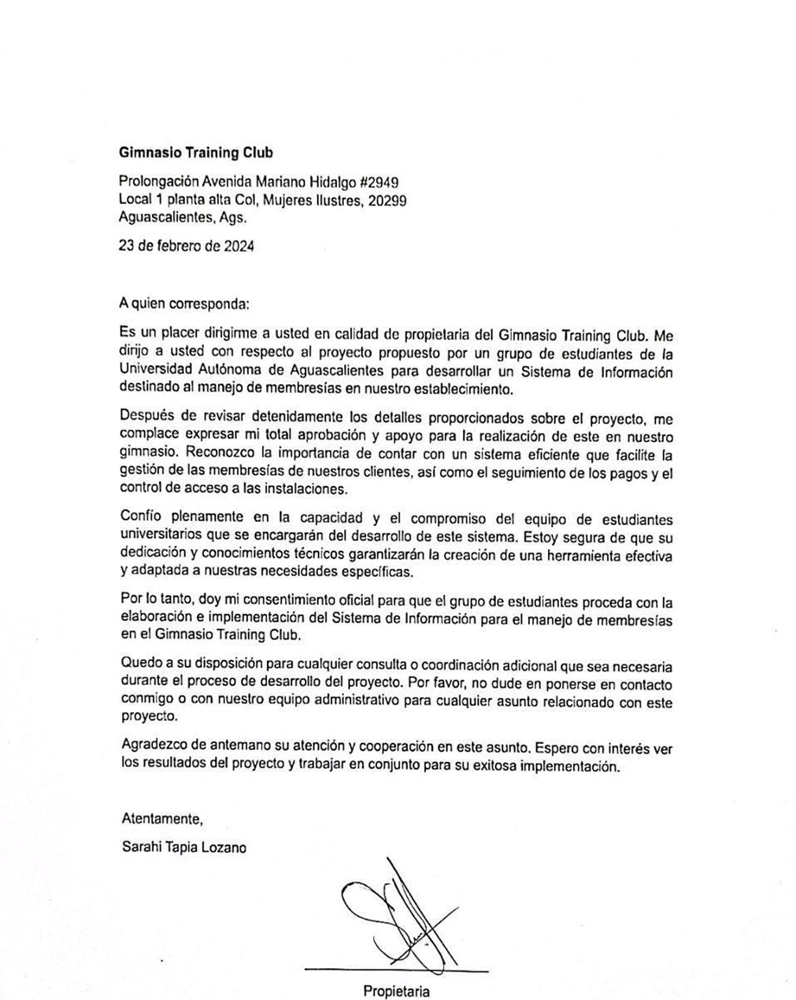 Gimnasio Training Club
Prolongación Avenida Mariano Hidalgo #2949
Local 1 planta alta Col, Mujeres Ilustres, 20299
Aguascalientes, Ags.
23 de febrero de 2024
A quien corresponda:
Es un placer dirigirme a usted en calidad de propietaria del Gimnasio Training Club. Me
dirijo a usted con respecto al proyecto propuesto por un grupo de estudiantes de la
Universidad Autónoma de Aguascalientes para desarrollar un Sistema de Información
destinado al manejo de membresías en nuestro establecimiento.
Después de revisar detenidamente los detalles proporcionados sobre el proyecto, me
complace expresar mi total aprobación y apoyo para la realización de este en nuestro
gimnasio. Reconozco la importancia de contar con un sistema eficiente que facilite la
gestión de las membresías de nuestros clientes, así como el seguimiento de los pagos y el
control de acceso a las instalaciones.
Confío plenamente en la capacidad y el compromiso del equipo de estudiantes
universitarios que se encargarán del desarrollo de este sistema. Estoy segura de que su
dedicación y conocimientos técnicos garantizarán la creación de una herramienta efectiva
y adaptada a nuestras necesidades específicas.
Por lo tanto, doy mi consentimiento oficial para que el grupo de estudiantes proceda con la
elaboración e implementación del Sistema de Información para el manejo de membresías
en el Gimnasio Training Club.
Quedo a su disposición para cualquier consulta o coordinación adicional que sea necesaria
durante el proceso de desarrollo del proyecto. Por favor, no dude en ponerse en contacto
conmigo o con nuestro equipo administrativo para cualquier asunto relacionado con este
proyecto.
Agradezco de antemano su atención y cooperación en este asunto. Espero con interés ver
los resultados del proyecto y trabajar en conjunto para su exitosa implementación.
Atentamente,
Sarahi Tapia Lozano
Propietaria